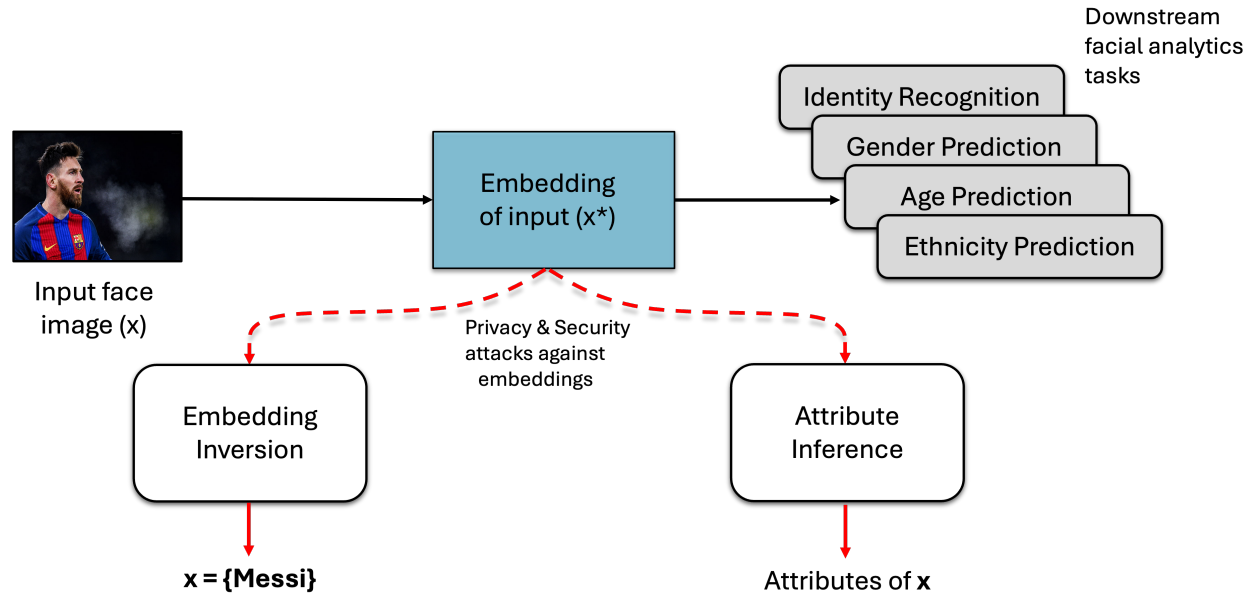 Downstream
facial analytics
tasks
Identity Recognition
Gender Prediction
Age Prediction
Ethnicity Prediction
Embedding
of input (x*)
Input face
image (x)
Privacy & Security
attacks against
embeddings
Embedding
Inversion
Attribute
Inference
x = {Messi}
Attributes of x